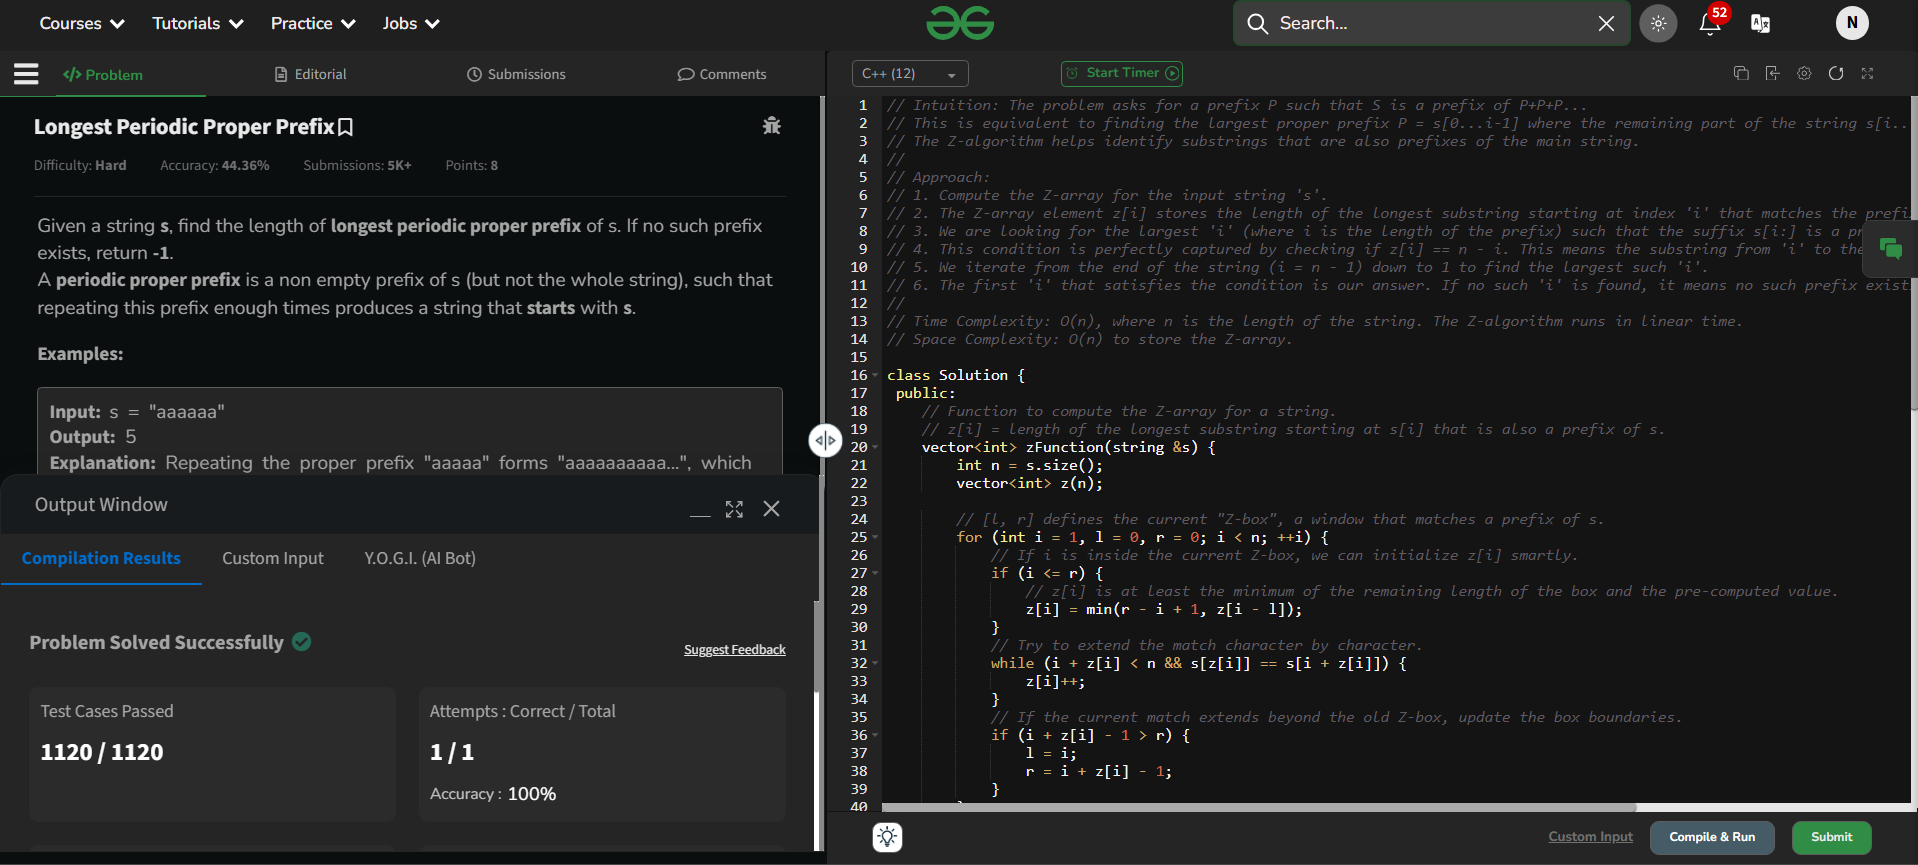 Courses Tutorials Practice Jobs
Search...
52
N
</> Problem Editorial Submissions Comments
C++ (12) Start Timer
Longest Periodic Proper Prefix
Difficulty: Hard Accuracy: 44.36% Submissions: 5K+ Points: 8
Given a string s, find the length of longest periodic proper prefix of s. If no such prefix
exists, return -1.
A periodic proper prefix is a non empty prefix of s (but not the whole string), such that
repeating this prefix enough times produces a string that starts with s.
Examples:
Input: s = "aaaaaa"
Output: 5
Explanation: Repeating the proper prefix "aaaaa" forms "aaaaaaaaaa...", which
Output Window
Compilation Results Custom Input Y.O.G.I. (AI Bot)
Problem Solved Successfully
Suggest Feedback
Test Cases Passed
1120 / 1120
Attempts : Correct / Total
1 / 1
Accuracy : 100%
1 // Intuition: The problem asks for a prefix P such that S is a prefix of P+P+P...
2 // This is equivalent to finding the largest proper prefix P = s[0...i-1] where the remaining part of the string s[i..
3 // The Z-algorithm helps identify substrings that are also prefixes of the main string.
4 //
5 // Approach:
6 // 1. Compute the Z-array for the input string 's'.
7 // 2. The Z-array element z[i] stores the length of the longest substring starting at index 'i' that matches the prefi
8 // 3. We are looking for the largest 'i' (where i is the length of the prefix) such that the suffix s[i:] is a pr
9 // 4. This condition is perfectly captured by checking if z[i] == n - i. This means the substring from 'i' to the
10 // 5. We iterate from the end of the string (i = n - 1) down to 1 to find the largest such 'i'.
11 // 6. The first 'i' that satisfies the condition is our answer. If no such 'i' is found, it means no such prefix exist
12 //
13 // Time Complexity: O(n), where n is the length of the string. The Z-algorithm runs in linear time.
14 // Space Complexity: O(n) to store the Z-array.
15
16 class Solution {
17 public:
18 // Function to compute the Z-array for a string.
19 // z[i] = length of the longest substring starting at s[i] that is also a prefix of s.
20 vector<int> zFunction(string &s) {
21 int n = s.size();
22 vector<int> z(n);
23
24 // [l, r] defines the current "Z-box", a window that matches a prefix of s.
25 for (int i = 1, l = 0, r = 0; i < n; ++i) {
26 // If i is inside the current Z-box, we can initialize z[i] smartly.
27 if (i <= r) {
28 // z[i] is at least the minimum of the remaining length of the box and the pre-computed value.
29 z[i] = min(r - i + 1, z[i - l]);
30 }
31 // Try to extend the match character by character.
32 while (i + z[i] < n && s[z[i]] == s[i + z[i]]) {
33 z[i]++;
34 }
35 // If the current match extends beyond the old Z-box, update the box boundaries.
36 if (i + z[i] - 1 > r) {
37 l = i;
38 r = i + z[i] - 1;
39 }
40
Custom Input Compile & Run Submit